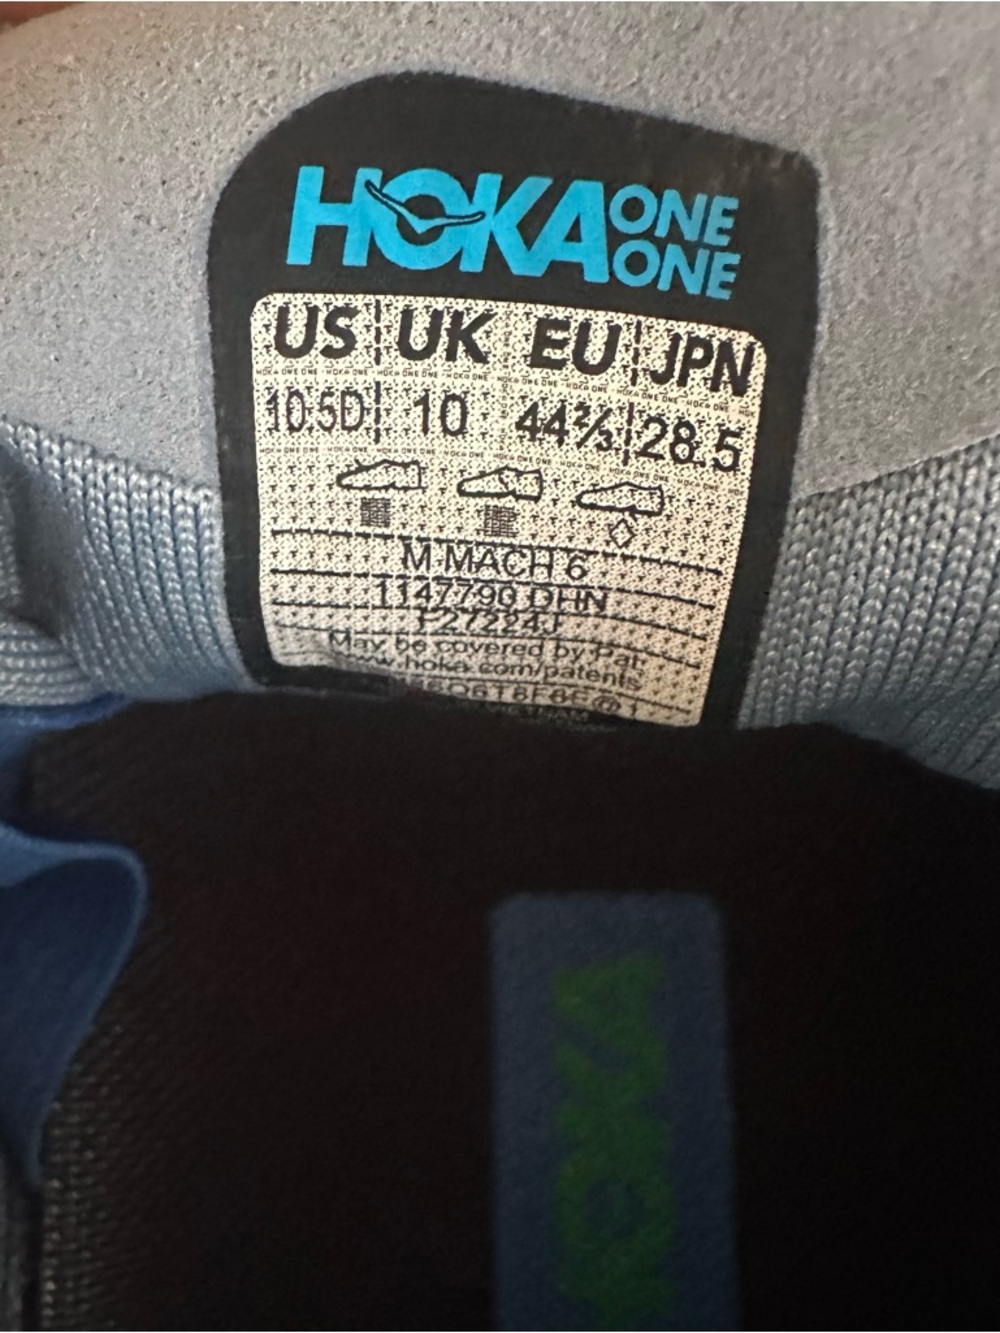 HOKA ONE ONE
US UK EU JPN
10.5D 10 44⅔ 28.5
M MACH 6
1147790 DHN
F27224J
May be covered by Pat:
www.hoka.com/patents
HOKA